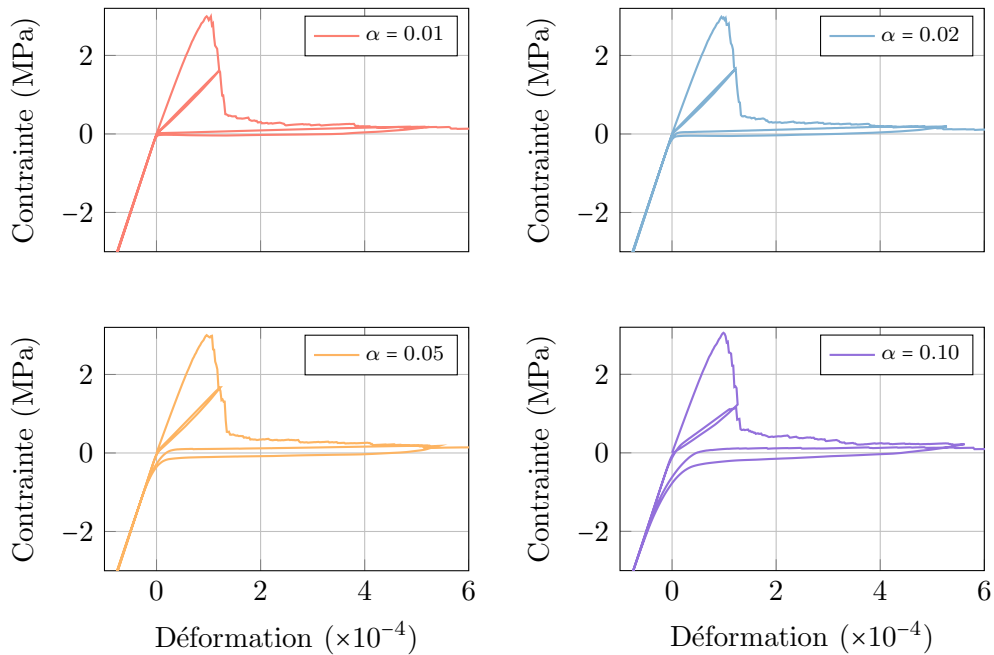 α = 0.01
2
0
−2
Contrainte (MPa)
α = 0.02
2
0
−2
Contrainte (MPa)
α = 0.05
2
0
−2
Contrainte (MPa)
0 2 4 6
Déformation (×10⁻⁴)
α = 0.10
2
0
−2
Contrainte (MPa)
0 2 4 6
Déformation (×10⁻⁴)